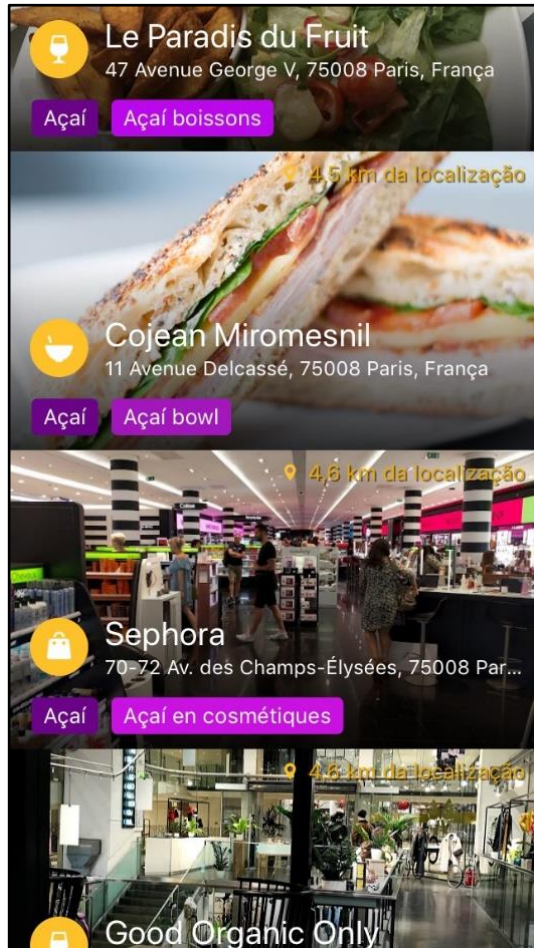 Le Paradis du Fruit
47 Avenue George V, 75008 Paris, França
Açaí Açaí boissons
4,5 km da localização
Cojean Miromesnil
11 Avenue Delcassé, 75008 Paris, França
Açaí Açaí bowl
4,6 km da localização
Sephora
70-72 Av. des Champs-Élysées, 75008 Par...
Açaí Açaí en cosmétiques
4,6 km da localização
Good Organic Only